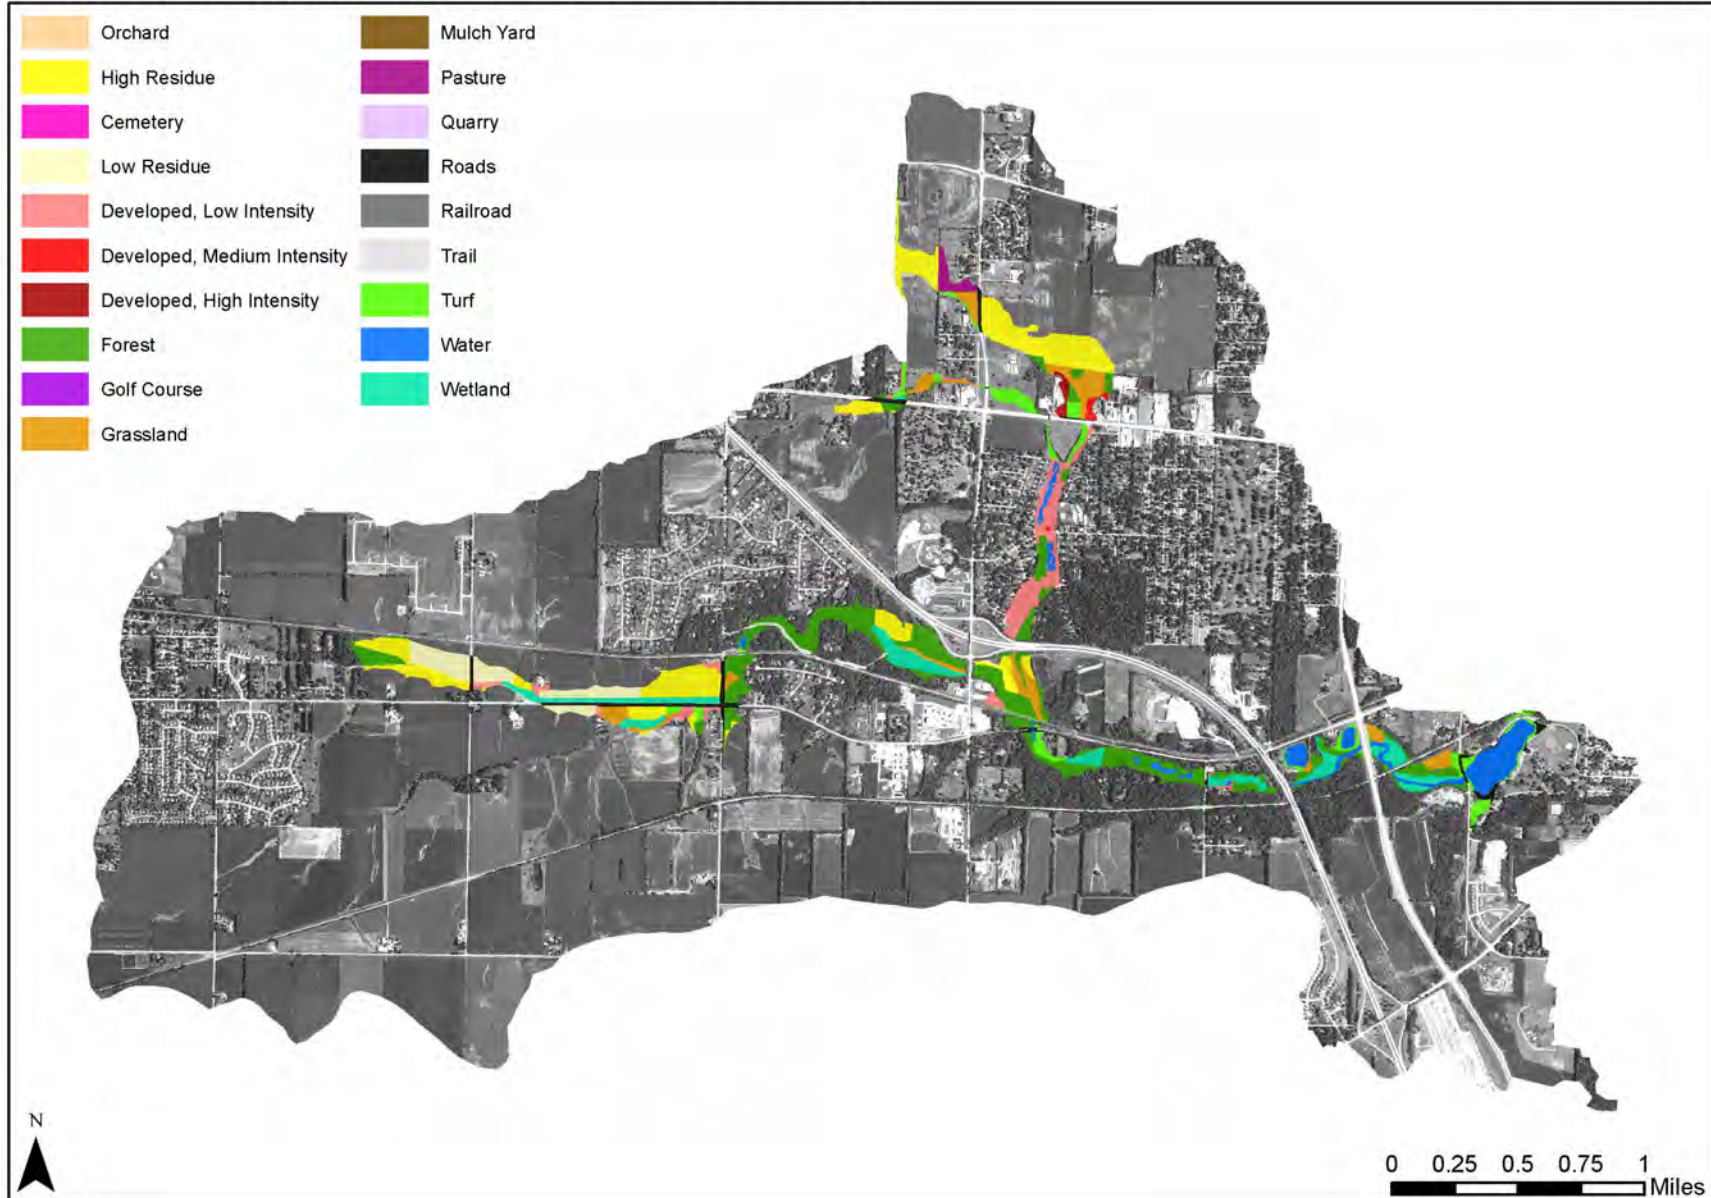 Orchard
High Residue
Cemetery
Low Residue
Developed, Low Intensity
Developed, Medium Intensity
Developed, High Intensity
Forest
Golf Course
Grassland
Mulch Yard
Pasture
Quarry
Roads
Railroad
Trail
Turf
Water
Wetland
N
0 0.25 0.5 0.75 1
Miles